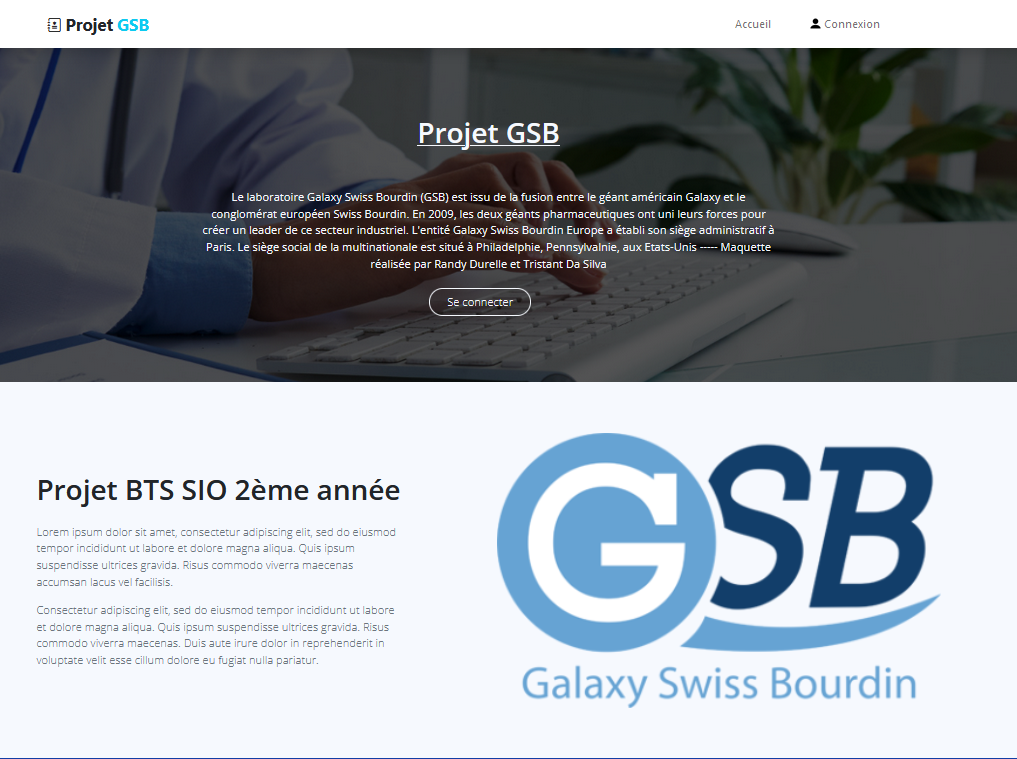 Projet GSB
Accueil
Connexion
Projet GSB
Le laboratoire Galaxy Swiss Bourdin (GSB) est issu de la fusion entre le géant américain Galaxy et le
conglomérat européen Swiss Bourdin. En 2009, les deux géants pharmaceutiques ont uni leurs forces pour
créer un leader de ce secteur industriel. L'entité Galaxy Swiss Bourdin Europe a établi son siège administratif à
Paris. Le siège social de la multinationale est situé à Philadelphie, Pennsylvalnie, aux Etats-Unis ----- Maquette
réalisée par Randy Durelle et Tristant Da Silva
Se connecter
Projet BTS SIO 2ème année
Lorem ipsum dolor sit amet, consectetur adipiscing elit, sed do eiusmod
tempor incididunt ut labore et dolore magna aliqua. Quis ipsum
suspendisse ultrices gravida. Risus commodo viverra maecenas
accumsan lacus vel facilisis.
Consectetur adipiscing elit, sed do eiusmod tempor incididunt ut labore
et dolore magna aliqua. Quis ipsum suspendisse ultrices gravida. Risus
commodo viverra maecenas. Duis aute irure dolor in reprehenderit in
voluptate velit esse cillum dolore eu fugiat nulla pariatur.
GSB
Galaxy Swiss Bourdin